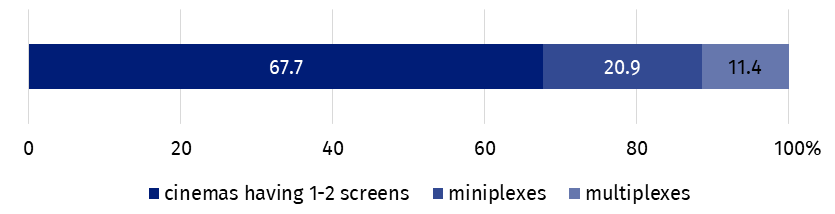 67.7 20.9 11.4
0 20 40 60 80 100%
cinemas having 1-2 screens miniplexes multiplexes